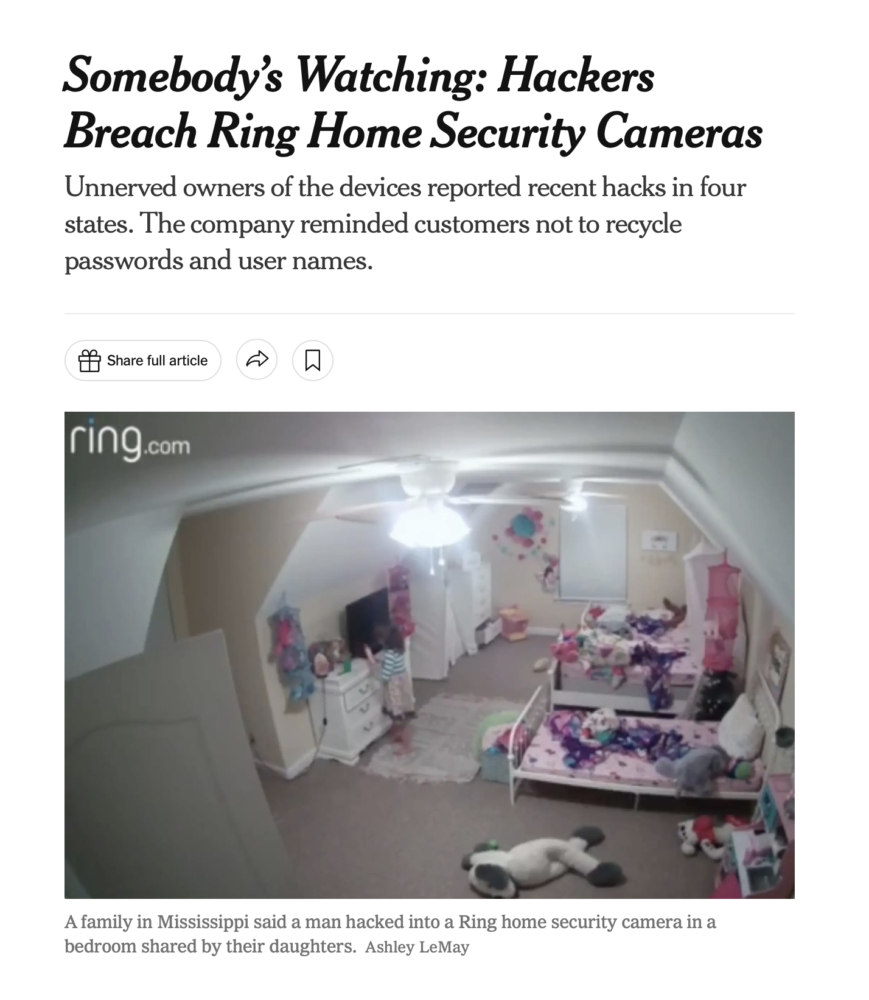 Somebody’s Watching: Hackers
Breach Ring Home Security Cameras
Unnerved owners of the devices reported recent hacks in four
states. The company reminded customers not to recycle
passwords and user names.
Share full article
ring.com
A family in Mississippi said a man hacked into a Ring home security camera in a
bedroom shared by their daughters. Ashley LeMay